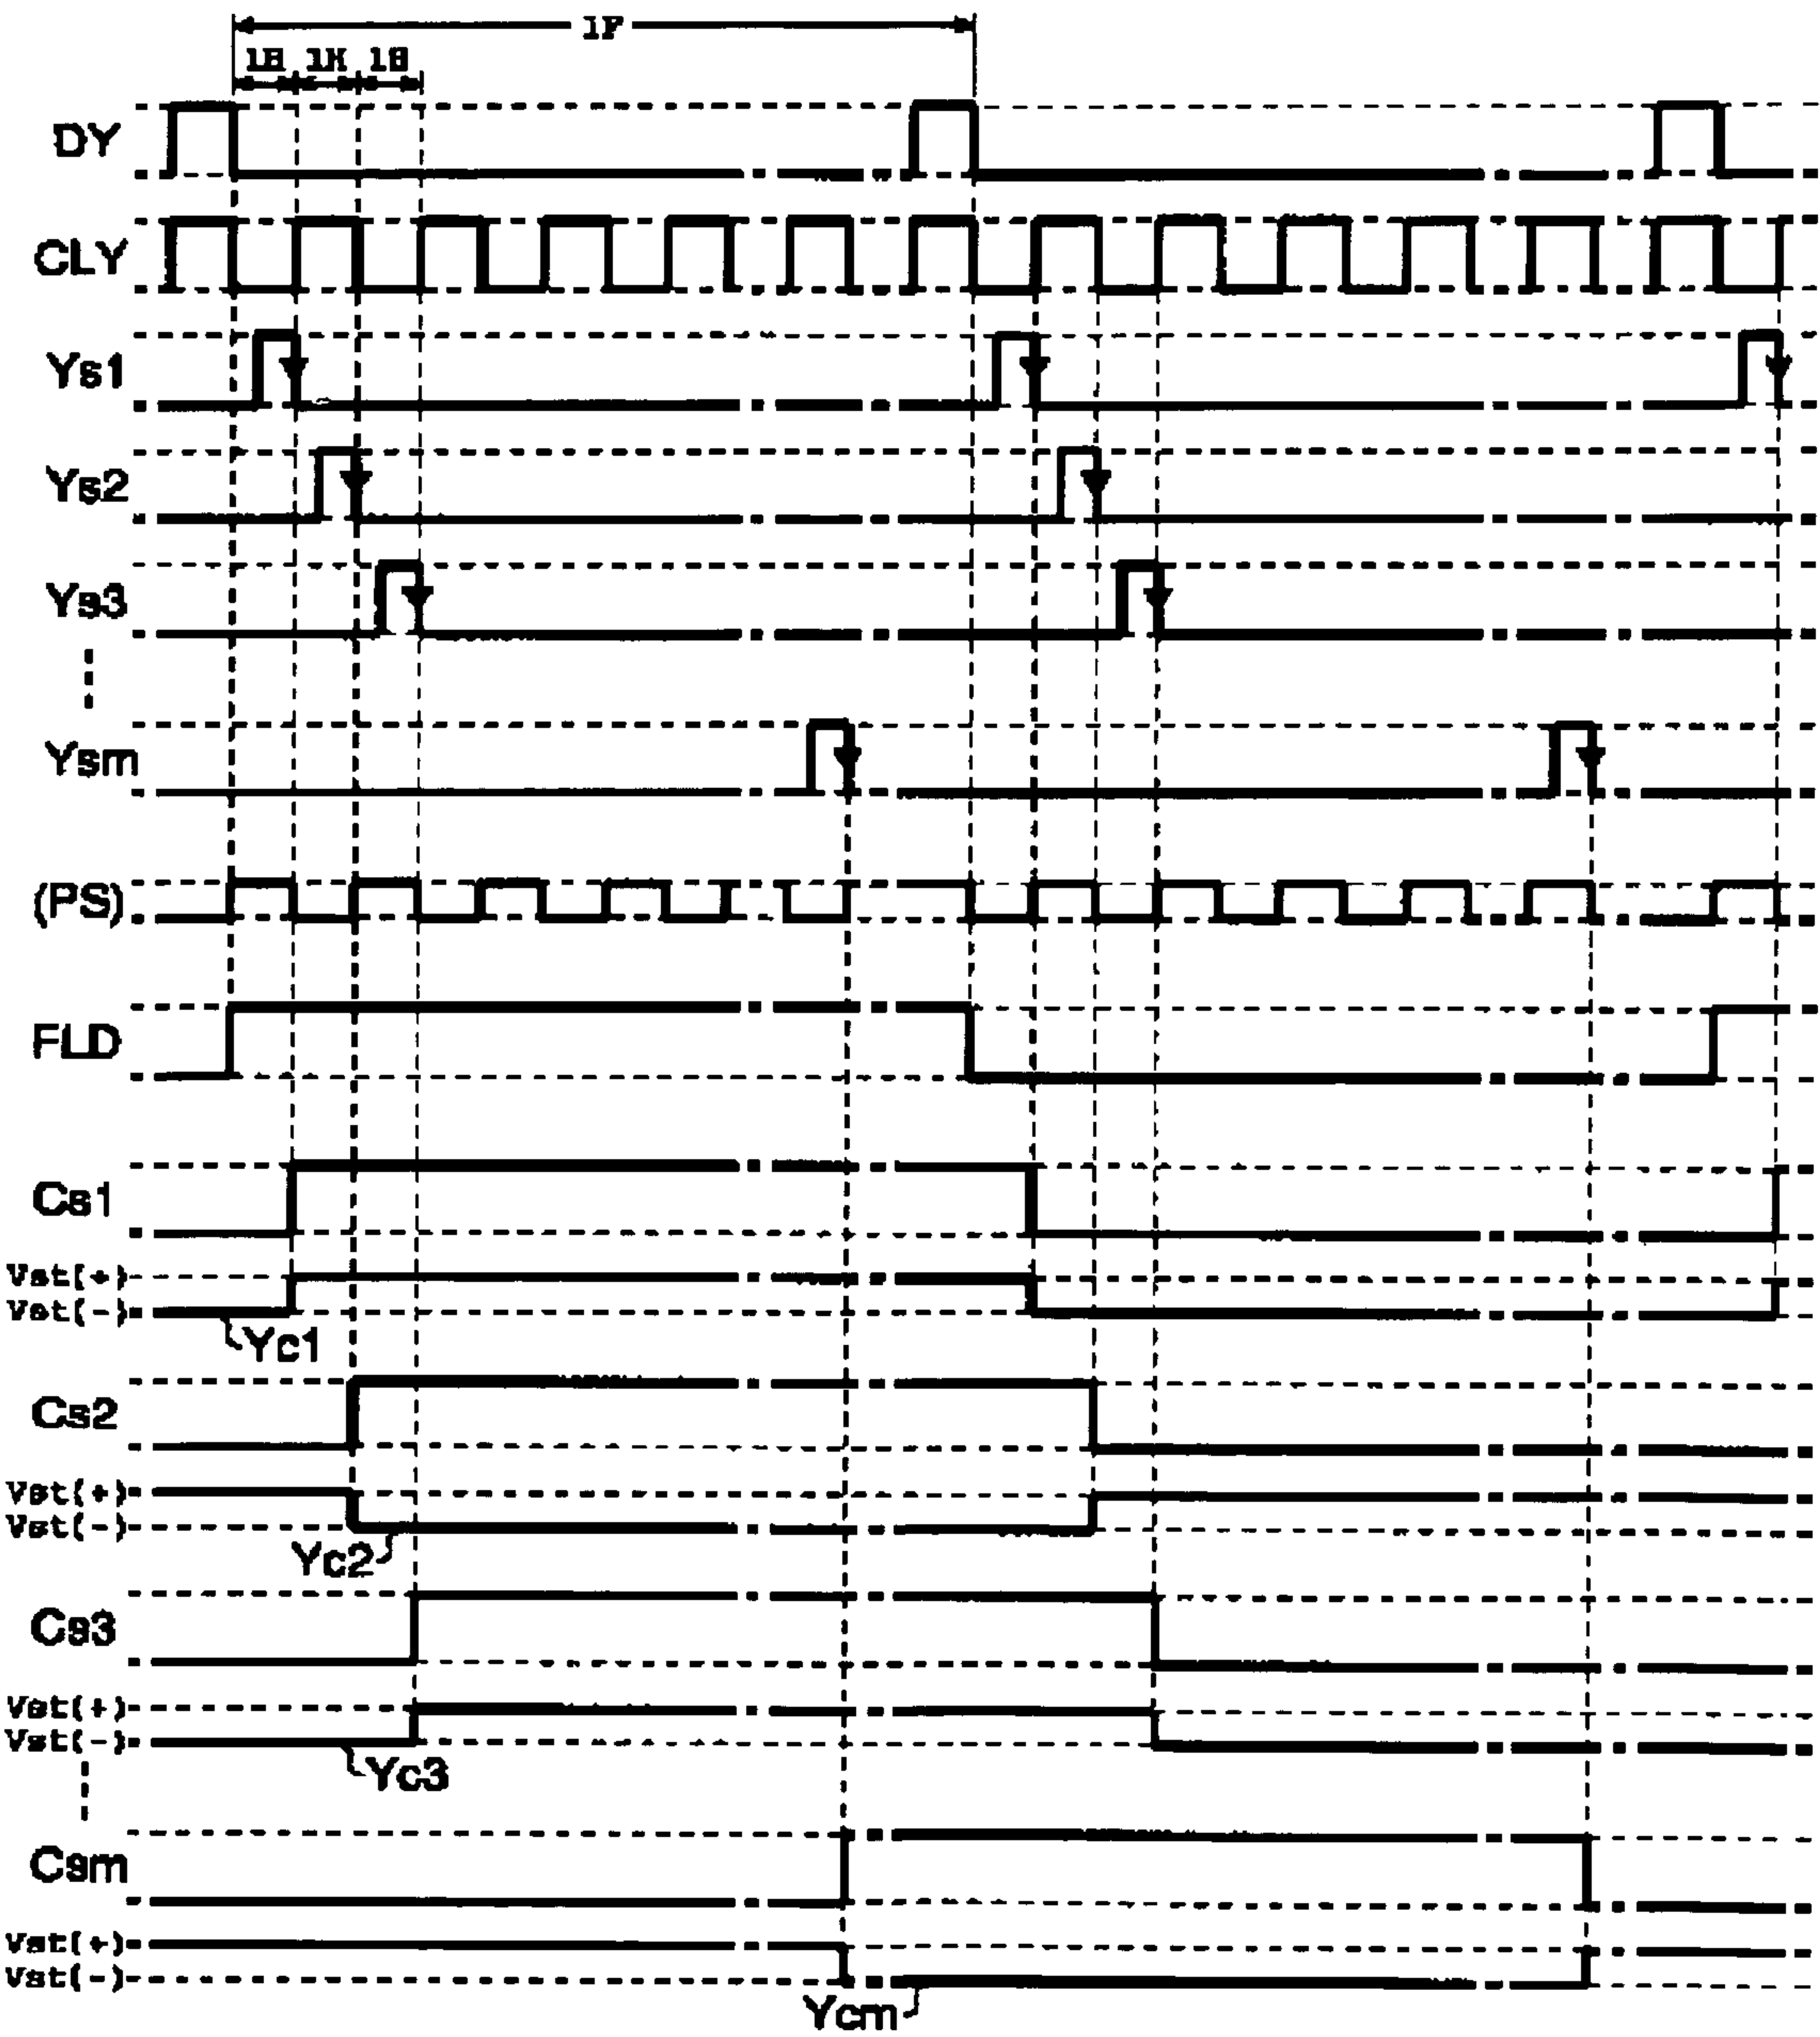 1F
1H 1H 1H
DY
CLY
Ys1
Ys2
Ys3
Ysm
(PS)
FLD
Cs1
Vst(+)
Vst(-)
Yc1
Cs2
Vst(+)
Vst(-)
Yc2
Cs3
Vst(+)
Vst(-)
Yc3
Csm
Vst(+)
Vst(-)
Ycm